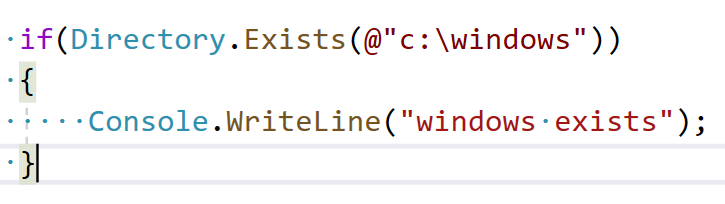 if(Directory.Exists(@"c:\windows"))
{
    Console.WriteLine("windows exists");
}